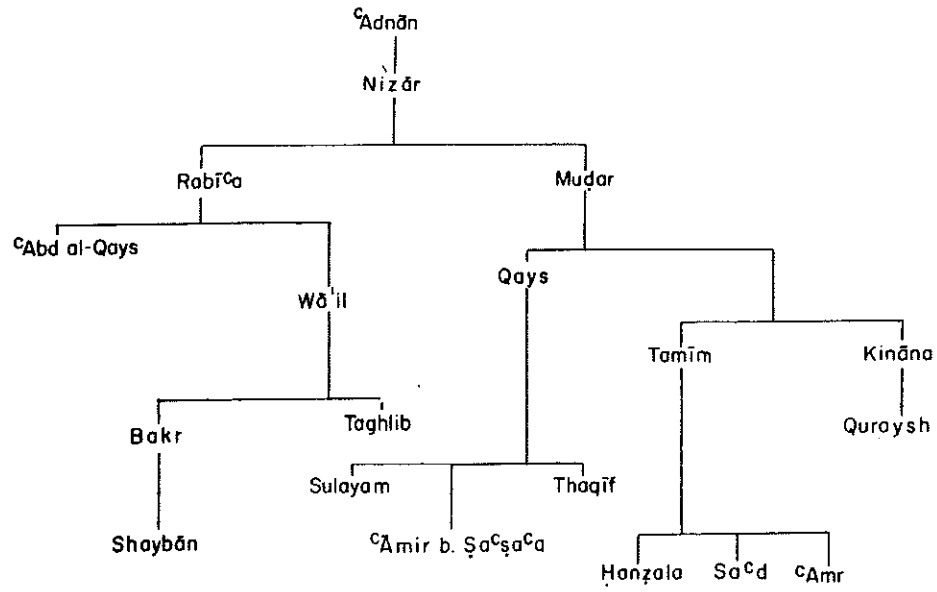 ᶜAdnān
Nizār
Rabīᶜa Muḍar
ᶜAbd al-Qays Qays
Wā'il
Tamīm Kināna
Bakr Taghlib Quraysh
Sulayam Thaqīf
Shaybān ᶜĀmir b. Ṣaᶜṣaᶜa
Ḥanẓala Saᶜd ᶜAmr